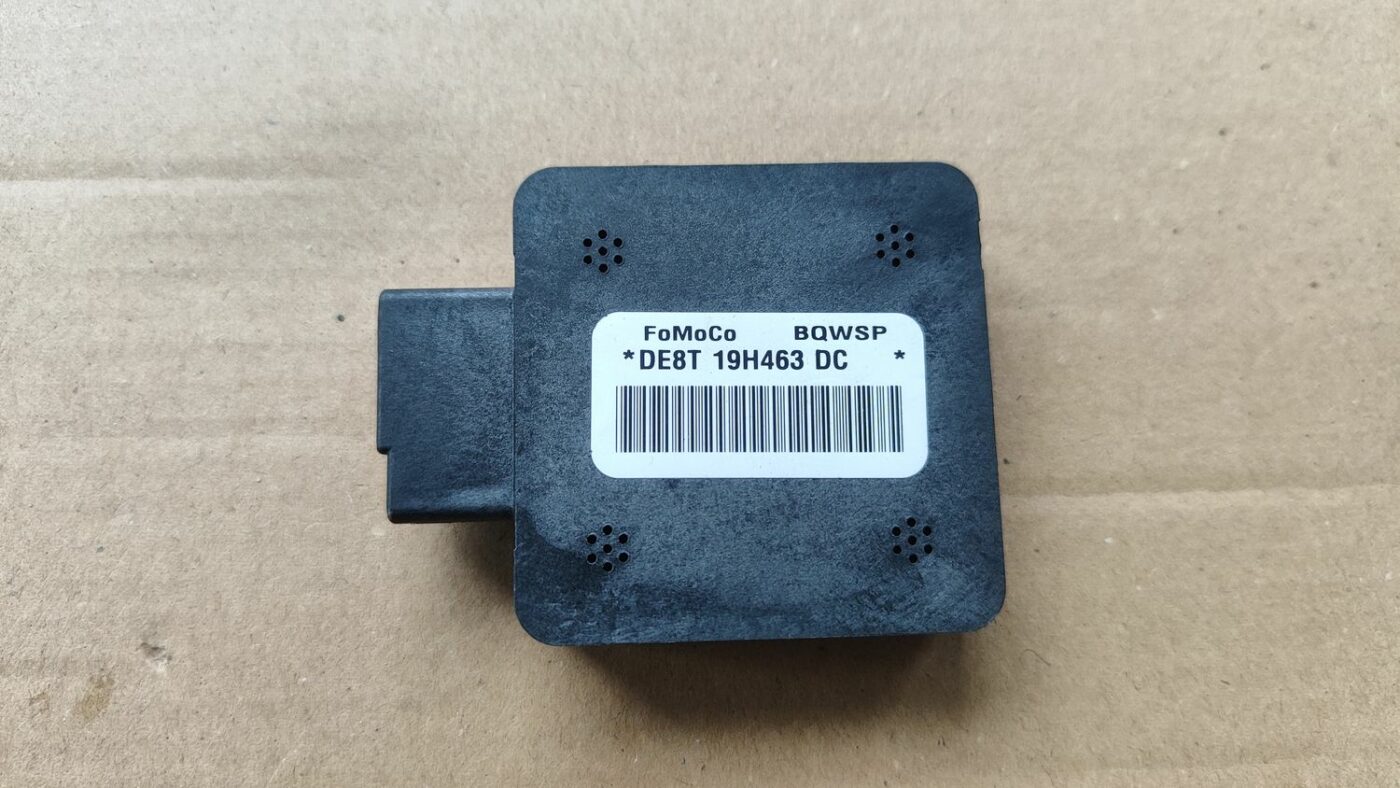 FoMoCo BQWSP
*DE8T 19H463 DC *